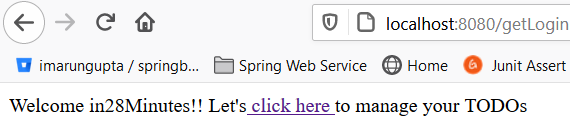 localhost:8080/getLogin
imarungupta / springb... Spring Web Service Home Junit Assert
Welcome in28Minutes!! Let's click here to manage your TODOs